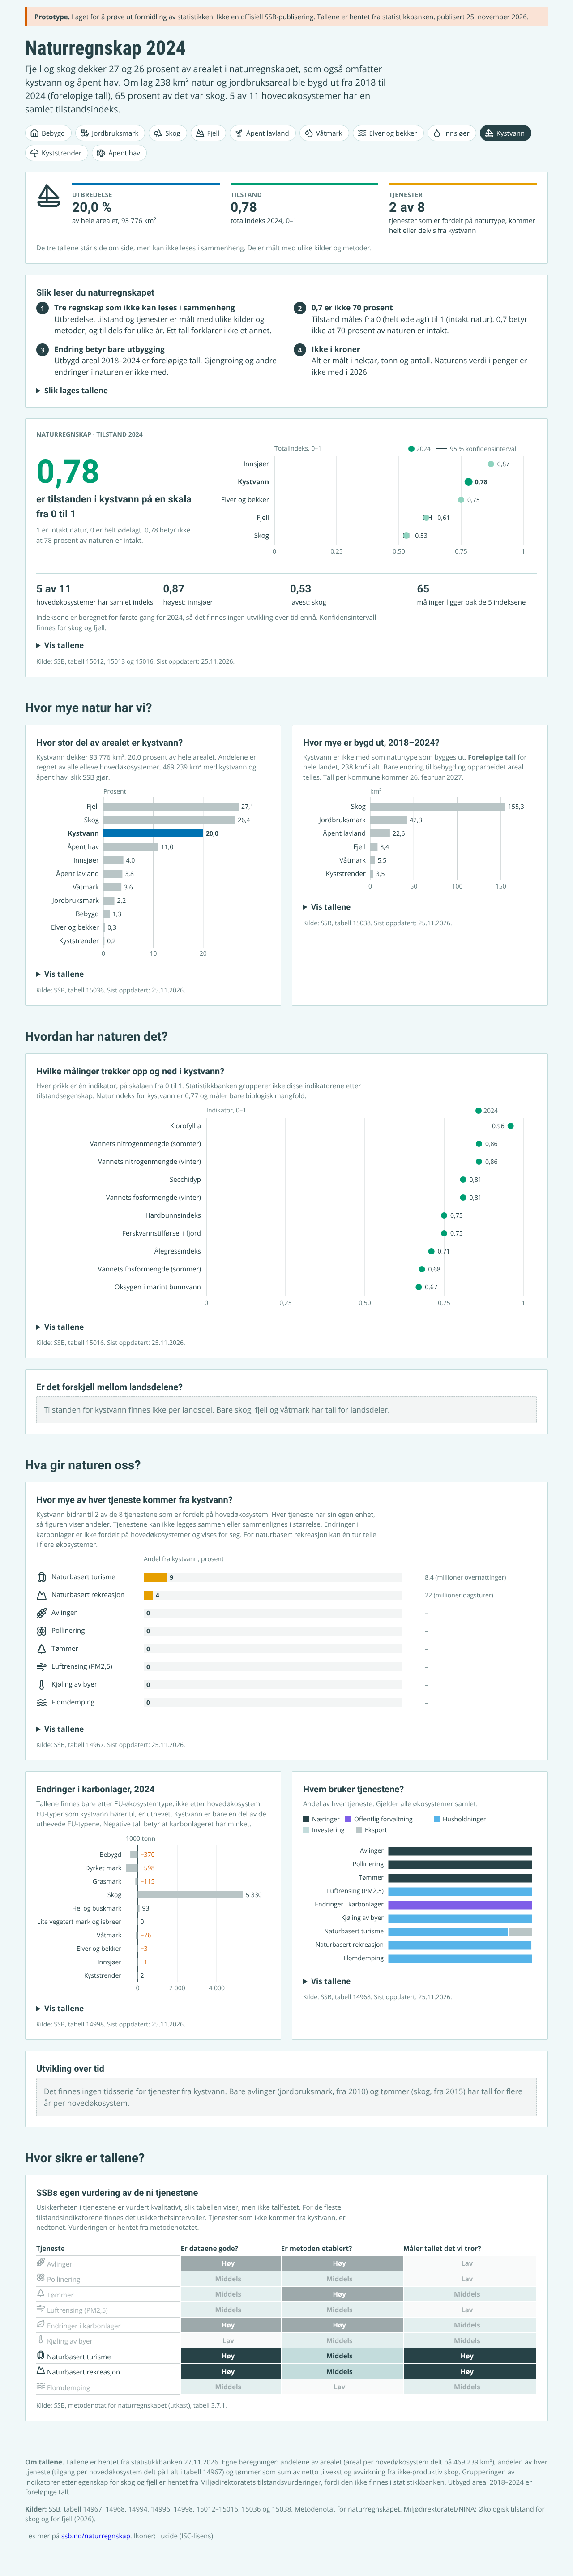 Prototype. Laget for å prøve ut formidling av statistikken. Ikke en offisiell SSB-publisering. Tallene er hentet fra statistikkbanken, publisert 25. november 2026.
Naturregnskap 2024
Fjell og skog dekker 27 og 26 prosent av arealet i naturregnskapet, som også omfatter
kystvann og åpent hav. Om lag 238 km² natur og jordbruksareal ble bygd ut fra 2018 til
2024 (foreløpige tall), 65 prosent av det var skog. 5 av 11 hovedøkosystemer har en
samlet tilstandsindeks.
Bebygd
Jordbruksmark
Skog
Fjell
Åpent lavland
Våtmark
Elver og bekker
Innsjøer
Kystvann
Kyststrender
Åpent hav
UTBREDELSE
20,0 %
av hele arealet, 93 776 km²
TILSTAND
0,78
totalindeks 2024, 0–1
TJENESTER
2 av 8
tjenester som er fordelt på naturtype, kommer
helt eller delvis fra kystvann
De tre tallene står side om side, men kan ikke leses i sammenheng. De er målt med ulike kilder og metoder.
Slik leser du naturregnskapet
1 Tre regnskap som ikke kan leses i sammenheng
Utbredelse, tilstand og tjenester er målt med ulike kilder og
metoder, og til dels for ulike år. Ett tall forklarer ikke et annet.
2 0,7 er ikke 70 prosent
Tilstand måles fra 0 (helt ødelagt) til 1 (intakt natur). 0,7 betyr
ikke at 70 prosent av naturen er intakt.
3 Endring betyr bare utbygging
Utbygd areal 2018–2024 er foreløpige tall. Gjengroing og andre
endringer i naturen er ikke med.
4 Ikke i kroner
Alt er målt i hektar, tonn og antall. Naturens verdi i penger er
ikke med i 2026.
Slik lages tallene
NATURREGNSKAP · TILSTAND 2024
0,78
er tilstanden i kystvann på en skala
fra 0 til 1
1 er intakt natur, 0 er helt ødelagt. 0,78 betyr ikke
at 78 prosent av naturen er intakt.
Totalindeks, 0–1
2024
95 % konfidensintervall
Innsjøer 0,87
Kystvann 0,78
Elver og bekker 0,75
Fjell 0,61
Skog 0,53
0 0,25 0,50 0,75 1
5 av 11
hovedøkosystemer har samlet indeks
0,87
høyest: innsjøer
0,53
lavest: skog
65
målinger ligger bak de 5 indeksene
Indeksene er beregnet for første gang for 2024, så det finnes ingen utvikling over tid ennå. Konfidensintervall
finnes for skog og fjell.
Vis tallene
Kilde: SSB, tabell 15012, 15013 og 15016. Sist oppdatert: 25.11.2026.
Hvor mye natur har vi?
Hvor stor del av arealet er kystvann?
Kystvann dekker 93 776 km², 20,0 prosent av hele arealet. Andelene er
regnet av alle elleve hovedøkosystemer, 469 239 km² med kystvann og
åpent hav, slik SSB gjør.
Prosent
Fjell 27,1
Skog 26,4
Kystvann 20,0
Åpent hav 11,0
Innsjøer 4,0
Åpent lavland 3,8
Våtmark 3,6
Jordbruksmark 2,2
Bebygd 1,3
Elver og bekker 0,3
Kyststrender 0,2
0 10 20
Vis tallene
Kilde: SSB, tabell 15036. Sist oppdatert: 25.11.2026.
Hvor mye er bygd ut, 2018–2024?
Kystvann er ikke med som naturtype som bygges ut. Foreløpige tall for
hele landet, 238 km² i alt. Bare endring til bebygd og opparbeidet areal
telles. Tall per kommune kommer 26. februar 2027.
km²
Skog 155,3
Jordbruksmark 42,3
Åpent lavland 22,6
Fjell 8,4
Våtmark 5,5
Kyststrender 3,5
0 50 100 150
Vis tallene
Kilde: SSB, tabell 15038. Sist oppdatert: 25.11.2026.
Hvordan har naturen det?
Hvilke målinger trekker opp og ned i kystvann?
Hver prikk er én indikator, på skalaen fra 0 til 1. Statistikkbanken grupperer ikke disse indikatorene etter
tilstandsegenskap. Naturindeks for kystvann er 0,77 og måler bare biologisk mangfold.
Indikator, 0–1
2024
Klorofyll a 0,96
Vannets nitrogenmengde (sommer) 0,86
Vannets nitrogenmengde (vinter) 0,86
Secchidyp 0,81
Vannets fosformengde (vinter) 0,81
Hardbunnsindeks 0,75
Ferskvannstilførsel i fjord 0,75
Ålegressindeks 0,71
Vannets fosformengde (sommer) 0,68
Oksygen i marint bunnvann 0,67
0 0,25 0,50 0,75 1
Vis tallene
Kilde: SSB, tabell 15016. Sist oppdatert: 25.11.2026.
Er det forskjell mellom landsdelene?
Tilstanden for kystvann finnes ikke per landsdel. Bare skog, fjell og våtmark har tall for landsdeler.
Hva gir naturen oss?
Hvor mye av hver tjeneste kommer fra kystvann?
Kystvann bidrar til 2 av de 8 tjenestene som er fordelt på hovedøkosystem. Hver tjeneste har sin egen enhet,
så figuren viser andeler. Tjenestene kan ikke legges sammen eller sammenlignes i størrelse. Endringer i
karbonlager er ikke fordelt på hovedøkosystemer og vises for seg. For naturbasert rekreasjon kan én tur telle
i flere økosystemer.
Andel fra kystvann, prosent
Naturbasert turisme 9 8,4 (millioner overnattinger)
Naturbasert rekreasjon 4 22 (millioner dagsturer)
Avlinger 0 –
Pollinering 0 –
Tømmer 0 –
Luftrensing (PM2,5) 0 –
Kjøling av byer 0 –
Flomdemping 0 –
Vis tallene
Kilde: SSB, tabell 14967. Sist oppdatert: 25.11.2026.
Endringer i karbonlager, 2024
Tallene finnes bare etter EU-økosystemtype, ikke etter hovedøkosystem.
EU-typer som kystvann hører til, er uthevet. Kystvann er bare en del av de
uthevede EU-typene. Negative tall betyr at karbonlageret har minket.
1000 tonn
Bebygd −370
Dyrket mark −598
Grasmark −115
Skog 5 330
Hei og buskmark 93
Lite vegetert mark og isbreer 0
Våtmark −76
Elver og bekker −3
Innsjøer −1
Kyststrender 2
0 2 000 4 000
Vis tallene
Kilde: SSB, tabell 14998. Sist oppdatert: 25.11.2026.
Hvem bruker tjenestene?
Andel av hver tjeneste. Gjelder alle økosystemer samlet.
Næringer
Offentlig forvaltning
Husholdninger
Investering
Eksport
Avlinger
Pollinering
Tømmer
Luftrensing (PM2,5)
Endringer i karbonlager
Kjøling av byer
Naturbasert turisme
Naturbasert rekreasjon
Flomdemping
Vis tallene
Kilde: SSB, tabell 14968. Sist oppdatert: 25.11.2026.
Utvikling over tid
Det finnes ingen tidsserie for tjenester fra kystvann. Bare avlinger (jordbruksmark, fra 2010) og tømmer (skog, fra 2015) har tall for flere
år per hovedøkosystem.
Hvor sikre er tallene?
SSBs egen vurdering av de ni tjenestene
Usikkerheten i tjenestene er vurdert kvalitativt, slik tabellen viser, men ikke tallfestet. For de fleste
tilstandsindikatorene finnes det usikkerhetsintervaller. Tjenester som ikke kommer fra kystvann, er
nedtonet. Vurderingen er hentet fra metodenotatet.
Tjeneste Er dataene gode? Er metoden etablert? Måler tallet det vi tror?
Avlinger Høy Høy Lav
Pollinering Middels Middels Lav
Tømmer Middels Høy Middels
Luftrensing (PM2,5) Middels Middels Lav
Endringer i karbonlager Høy Høy Middels
Kjøling av byer Lav Middels Middels
Naturbasert turisme Høy Middels Høy
Naturbasert rekreasjon Høy Middels Høy
Flomdemping Middels Lav Middels
Kilde: SSB, metodenotat for naturregnskapet (utkast), tabell 3.7.1.
Om tallene. Tallene er hentet fra statistikkbanken 27.11.2026. Egne beregninger: andelene av arealet (areal per hovedøkosystem delt på 469 239 km²), andelen av hver
tjeneste (tilgang per hovedøkosystem delt på I alt i tabell 14967) og tømmer som sum av netto tilvekst og avvirkning fra ikke-produktiv skog. Grupperingen av
indikatorer etter egenskap for skog og fjell er hentet fra Miljødirektoratets tilstandsvurderinger, fordi den ikke finnes i statistikkbanken. Utbygd areal 2018–2024 er
foreløpige tall.
Kilder: SSB, tabell 14967, 14968, 14994, 14996, 14998, 15012–15016, 15036 og 15038. Metodenotat for naturregnskapet. Miljødirektoratet/NINA: Økologisk tilstand for
skog og for fjell (2026).
Les mer på ssb.no/naturregnskap. Ikoner: Lucide (ISC-lisens).